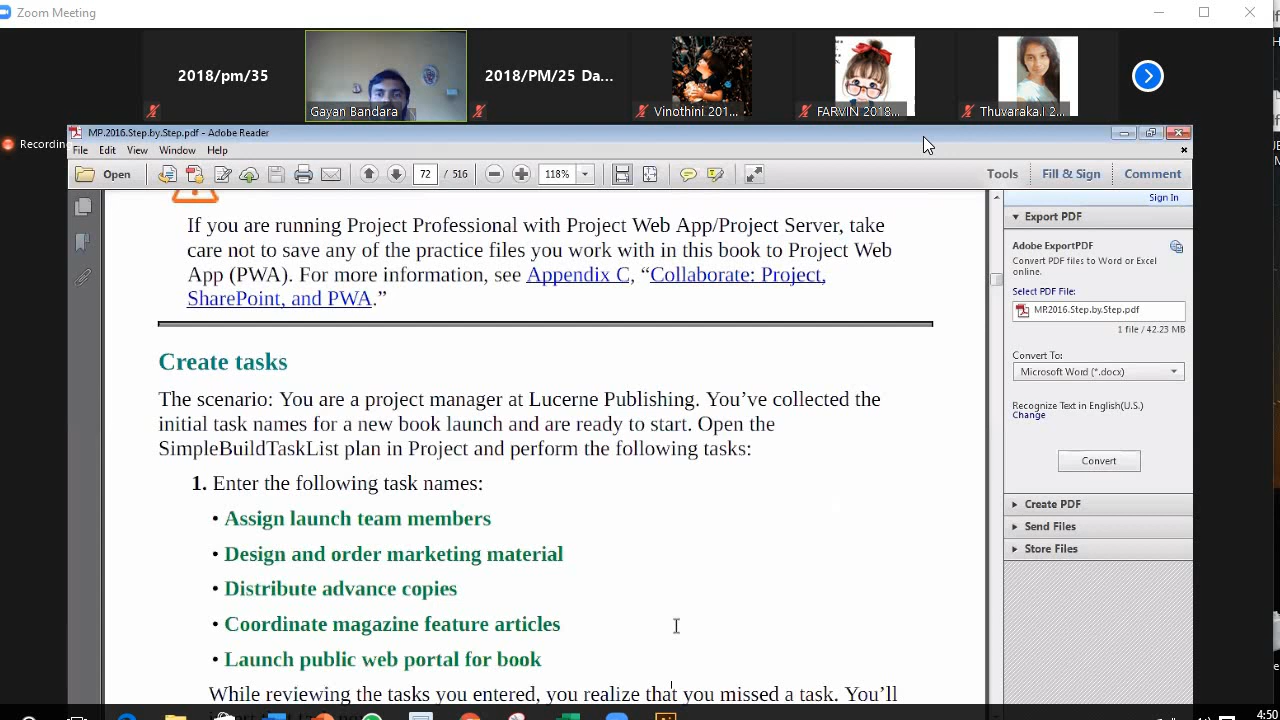 Zoom Meeting
2018/pm/35
Gayan Bandara
2018/PM/25 Da...
Vinothini 201...
FARVIN 2018...
Thuvaraka.I 2...
Recording
MP.2016.Step.by.Step.pdf - Adobe Reader
File Edit View Window Help
Open 72 / 516 118% Tools Fill & Sign Comment
Sign In
If you are running Project Professional with Project Web App/Project Server, take
care not to save any of the practice files you work with in this book to Project Web
App (PWA). For more information, see Appendix C, “Collaborate: Project,
SharePoint, and PWA.”
Create tasks
The scenario: You are a project manager at Lucerne Publishing. You’ve collected the
initial task names for a new book launch and are ready to start. Open the
SimpleBuildTaskList plan in Project and perform the following tasks:
1. Enter the following task names:
• Assign launch team members
• Design and order marketing material
• Distribute advance copies
• Coordinate magazine feature articles
• Launch public web portal for book
While reviewing the tasks you entered, you realize that you missed a task. You’ll
Export PDF
Adobe ExportPDF
Convert PDF files to Word or Excel
online.
Select PDF File:
MP.2016.Step.by.Step.pdf
1 file / 42.23 MB
Convert To:
Microsoft Word (*.docx)
Recognize Text in English(U.S.)
Change
Convert
Create PDF
Send Files
Store Files
4:50